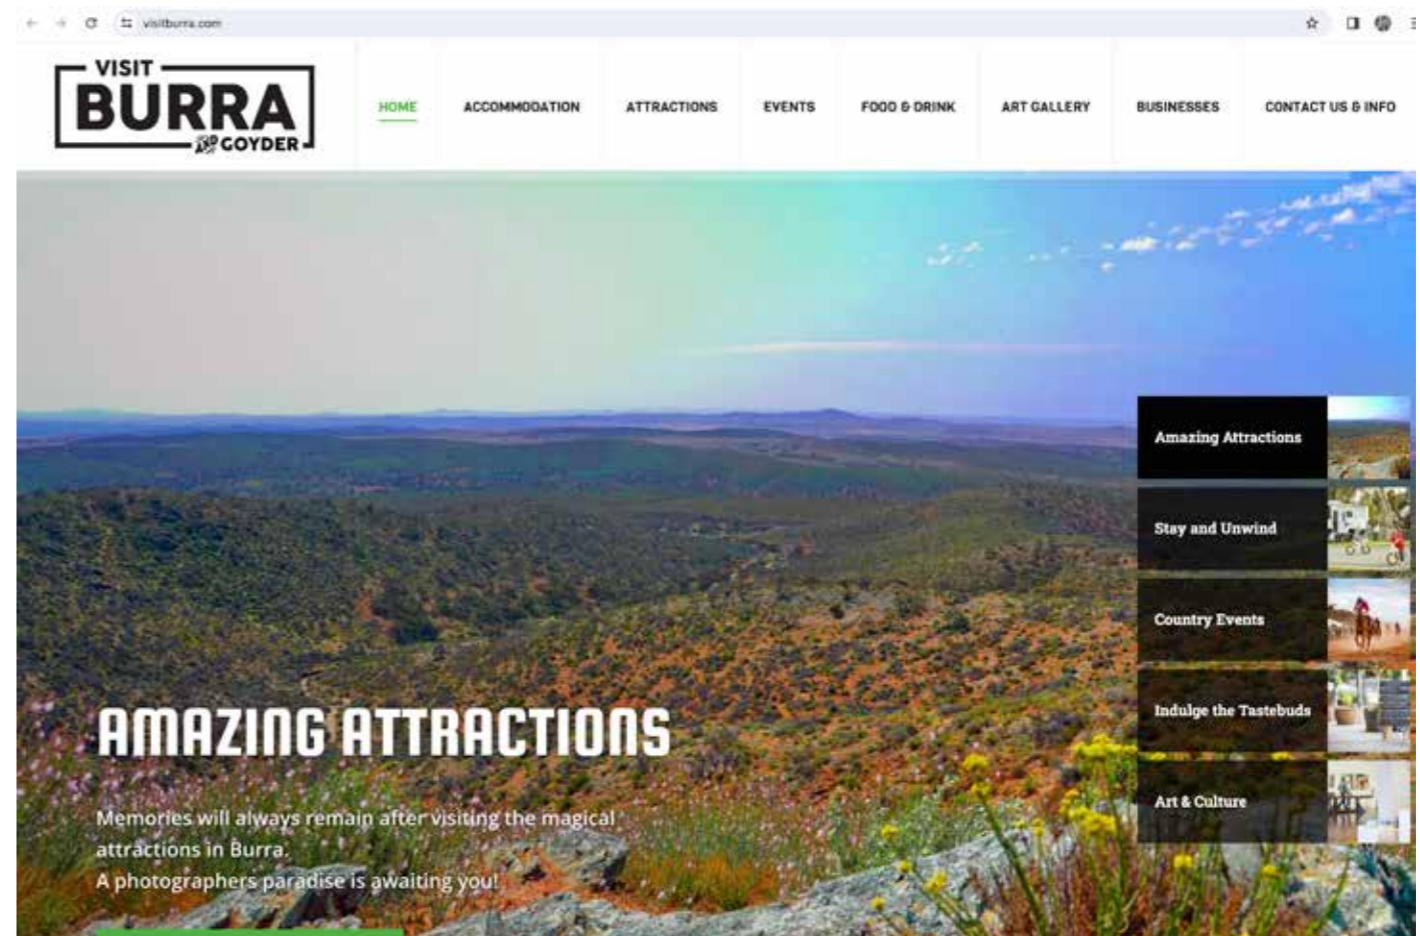 visitburra.com
VISIT
BURRA
AND GOYDER
HOME
ACCOMMODATION
ATTRACTIONS
EVENTS
FOOD & DRINK
ART GALLERY
BUSINESSES
CONTACT US & INFO
Amazing Attractions
Stay and Unwind
Country Events
Indulge the Tastebuds
Art & Culture
AMAZING ATTRACTIONS
Memories will always remain after visiting the magical
attractions in Burra.
A photographers paradise is awaiting you!